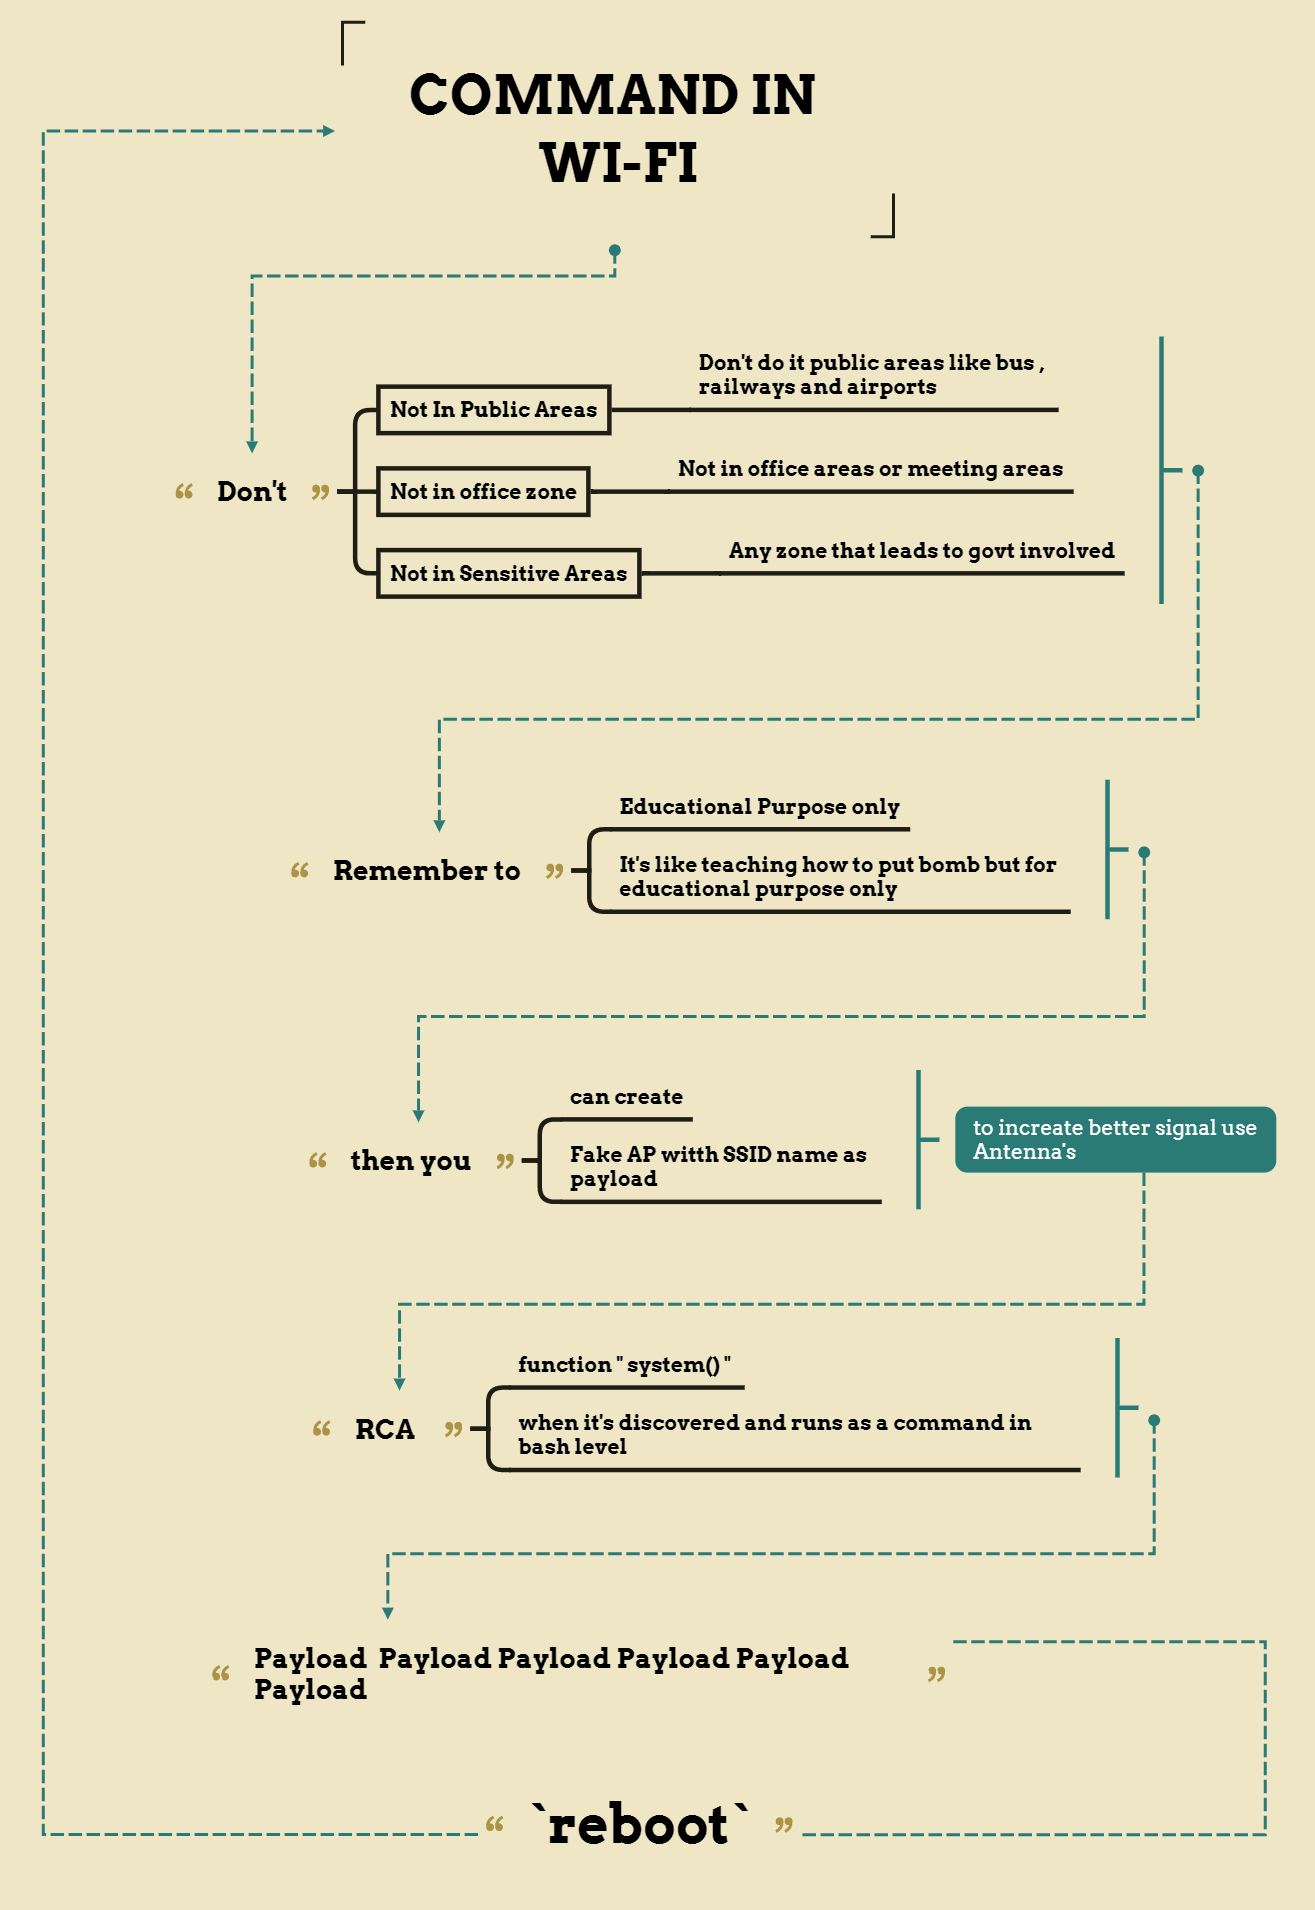 COMMAND IN
WI-FI
Don't do it public areas like bus ,
railways and airports
Not In Public Areas
Not in office areas or meeting areas
“ Don't ”
Not in office zone
Any zone that leads to govt involved
Not in Sensitive Areas
Educational Purpose only
“ Remember to ”
It's like teaching how to put bomb but for
educational purpose only
can create
“ then you ”
Fake AP witth SSID name as
payload
to increate better signal use
Antenna's
function " system() "
“ RCA ”
when it's discovered and runs as a command in
bash level
“ Payload Payload Payload Payload Payload
Payload ”
“ `reboot` ”